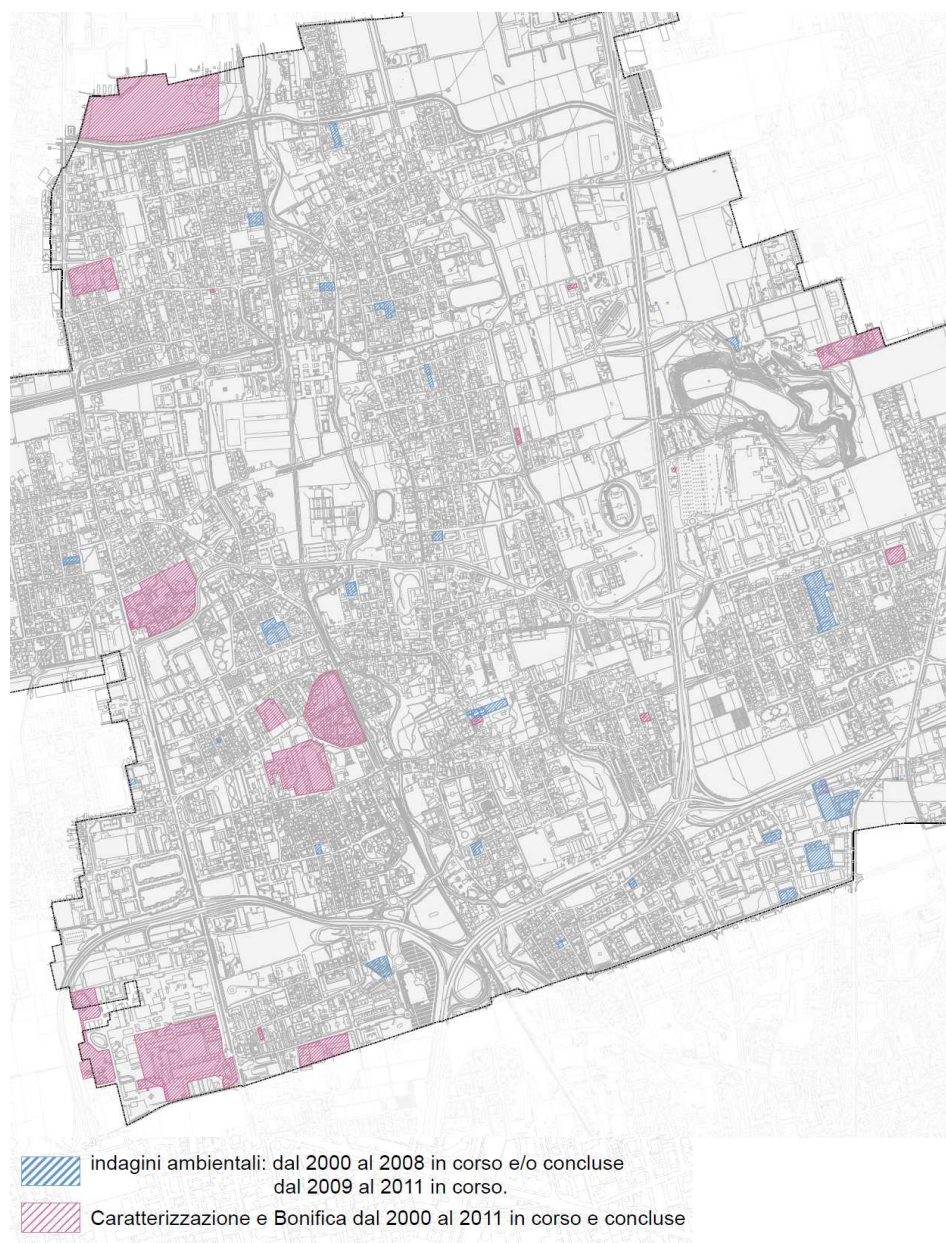 indagini ambientali: dal 2000 al 2008 in corso e/o concluse
dal 2009 al 2011 in corso.
Caratterizzazione e Bonifica dal 2000 al 2011 in corso e concluse